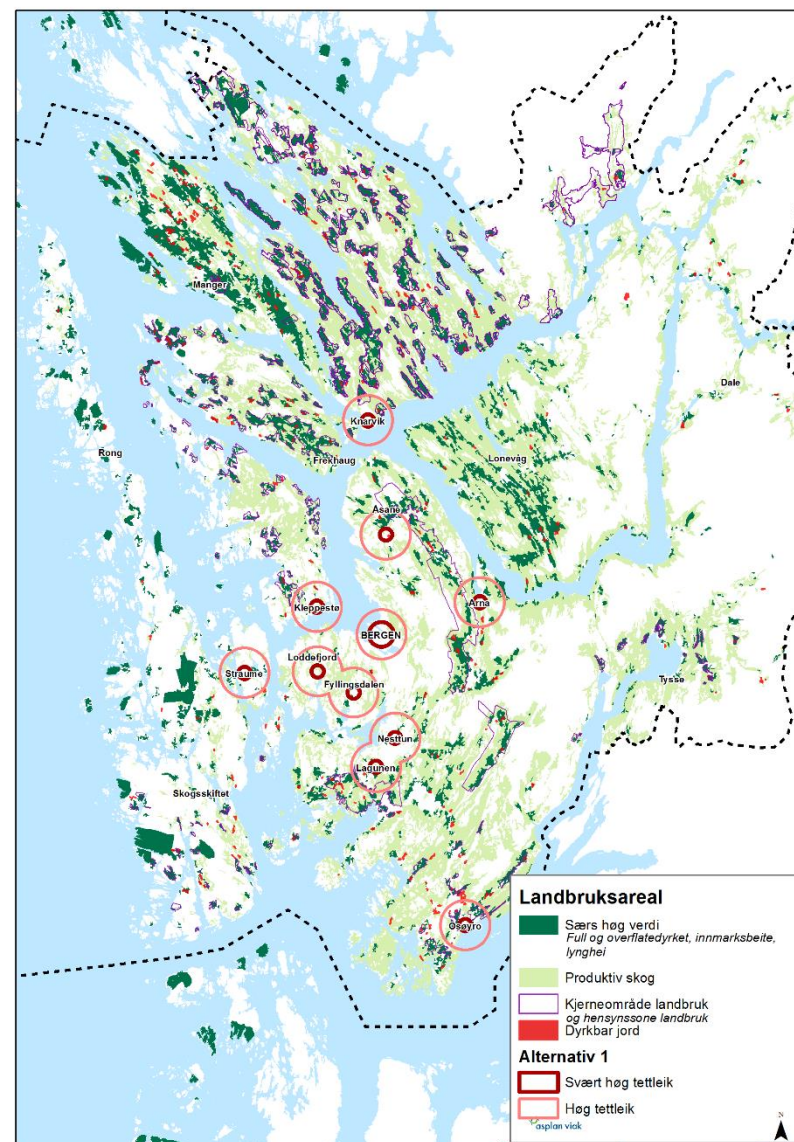 Manger
Knarvik
Dale
Rong
Frekhaug
Lonevåg
Åsane
Kleppestø
Arna
BERGEN
Straume
Loddefjord
Fyllingsdalen
Tysse
Nesttun
Lagunen
Skogsskiftet
Osøyro
Landbruksareal
Særs høg verdi
Full og overflatedyrket, innmarksbeite,
lynghei
Produktiv skog
Kjerneområde landbruk
og hensynssone landbruk
Dyrkbar jord
Alternativ 1
Svært høg tettleik
Høg tettleik
asplan viak
N